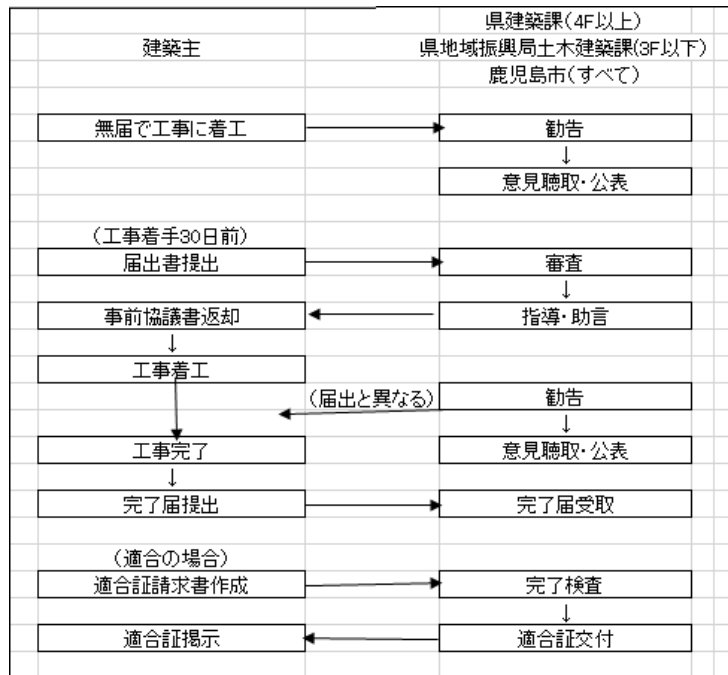 県建築課(4F以上)
建築主
県地域振興局土木建築課(3F以下)
鹿児島市(すべて)
無届で工事に着工
勧告
↓
意見聴取・公表
(工事着手30日前)
届出書提出
審査
↓
事前協議書返却
指導・助言
↓
工事着工
(届出と異なる)
勧告
↓
工事完了
意見聴取・公表
↓
完了届提出
完了届受取
(適合の場合)
適合証請求書作成
完了検査
↓
適合証掲示
適合証交付